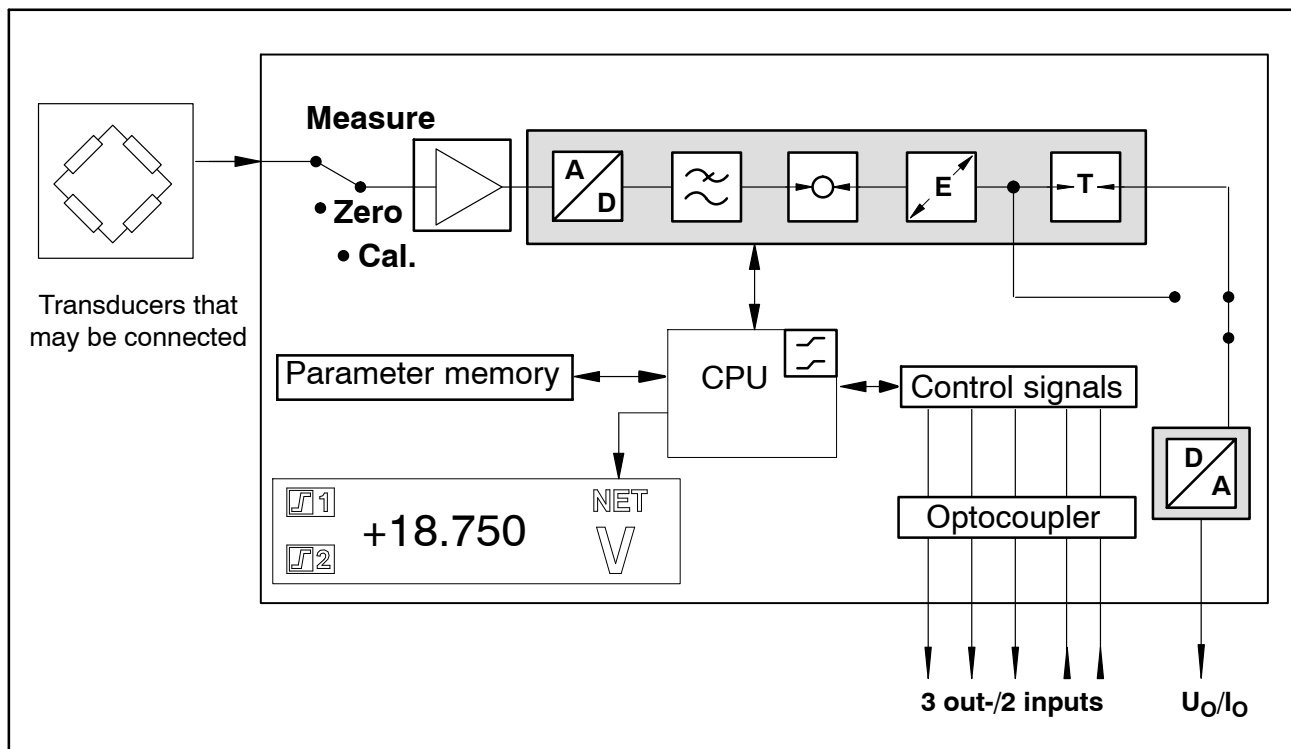 Measure
Zero
Cal.
A
D
E
T
Transducers that
may be connected
Parameter memory
CPU
Control signals
1
2
+18.750
NET
V
Optocoupler
D
A
3 out-/2 inputs
UO/IO